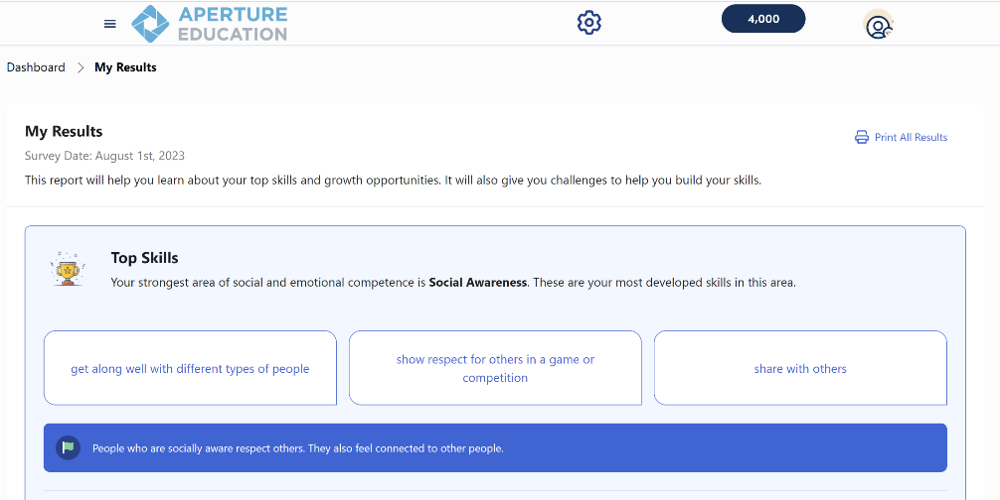 APERTURE
EDUCATION
4,000
Dashboard > My Results
My Results
Print All Results
Survey Date: August 1st, 2023
This report will help you learn about your top skills and growth opportunities. It will also give you challenges to help you build your skills.
Top Skills
Your strongest area of social and emotional competence is Social Awareness. These are your most developed skills in this area.
get along well with different types of people
show respect for others in a game or
competition
share with others
People who are socially aware respect others. They also feel connected to other people.